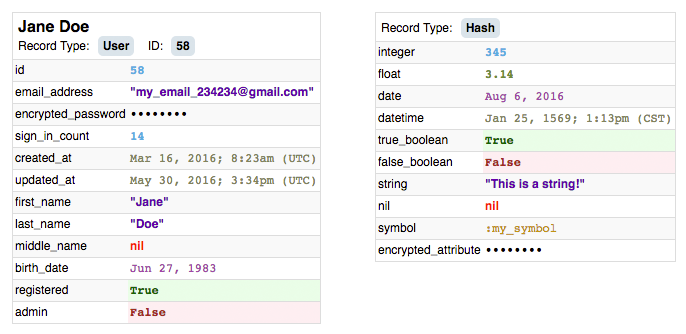 Jane Doe
Record Type: User ID: 58
id 58
email_address "my_email_234234@gmail.com"
encrypted_password ••••••••
sign_in_count 14
created_at Mar 16, 2016; 8:23am (UTC)
updated_at May 30, 2016; 3:34pm (UTC)
first_name "Jane"
last_name "Doe"
middle_name nil
birth_date Jun 27, 1983
registered True
admin False
Record Type: Hash
integer 345
float 3.14
date Aug 6, 2016
datetime Jan 25, 1569; 1:13pm (CST)
true_boolean True
false_boolean False
string "This is a string!"
nil nil
symbol :my_symbol
encrypted_attribute ••••••••